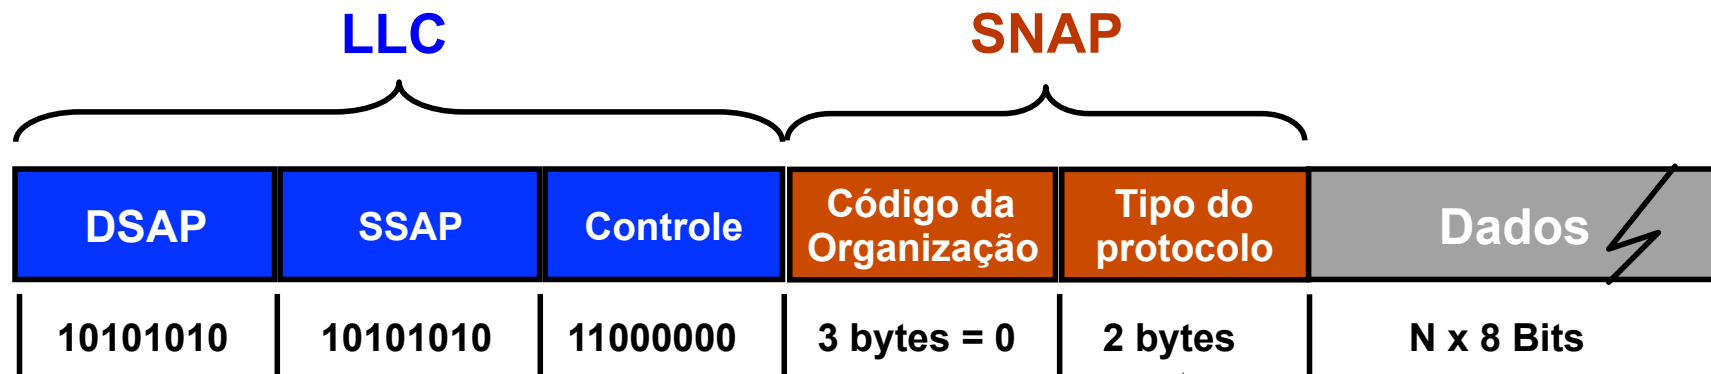 LLC
SNAP
DSAP
SSAP
Controle
Código da
Organização
Tipo do
protocolo
Dados
10101010
10101010
11000000
3 bytes = 0
2 bytes
N x 8 Bits